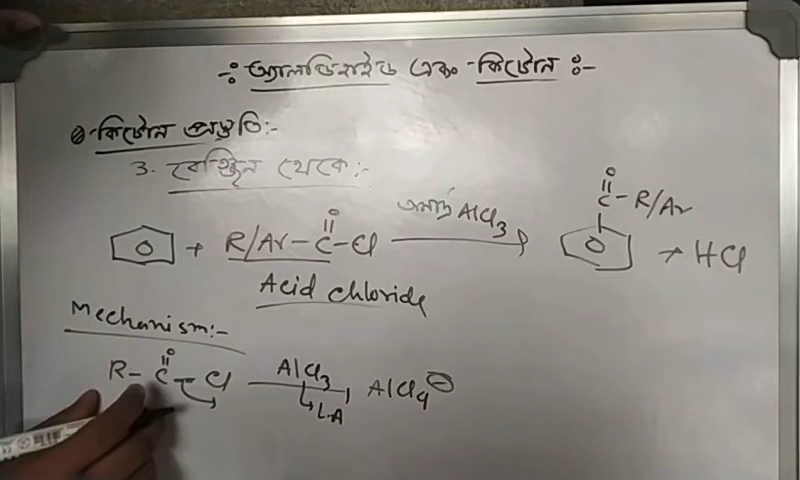 -: অ্যালডিহাইড এবং কিটোন :-
কিটোন প্রস্তুতি:-
3. বেঞ্জিন থেকে:-
+ R/Ar-C-Cl অনার্দ্র AlCl3 O C-R/Ar + HCl
O
Acid chloride
Mechanism:-
O
R-C-Cl AlCl3 AlCl4⊖
L.A